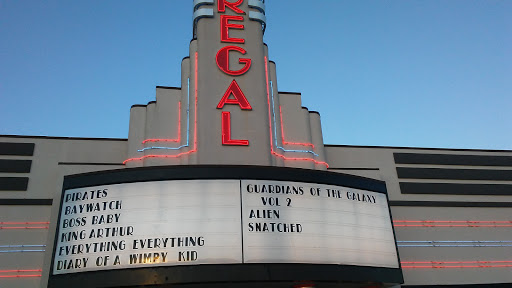 REGAL
PIRATES
BAYWATCH
BOSS BABY
KING ARTHUR
EVERYTHING EVERYTHING
DIARY OF A WIMPY KID
GUARDIANS OF THE GALAXY
VOL 2
ALIEN
SNATCHED